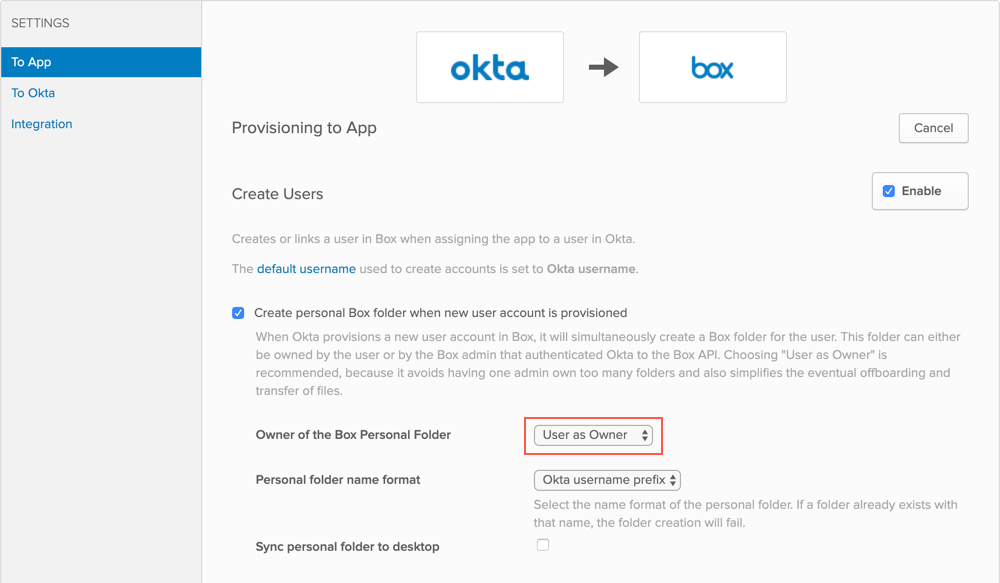 SETTINGS
To App
To Okta
Integration
okta
box
Provisioning to App
Cancel
Create Users
Enable
Creates or links a user in Box when assigning the app to a user in Okta.
The default username used to create accounts is set to Okta username.
Create personal Box folder when new user account is provisioned
When Okta provisions a new user account in Box, it will simultaneously create a Box folder for the user. This folder can either
be owned by the user or by the Box admin that authenticated Okta to the Box API. Choosing "User as Owner" is
recommended, because it avoids having one admin own too many folders and also simplifies the eventual offboarding and
transfer of files.
Owner of the Box Personal Folder
User as Owner
Personal folder name format
Okta username prefix
Select the name format of the personal folder. If a folder already exists with
that name, the folder creation will fail.
Sync personal folder to desktop